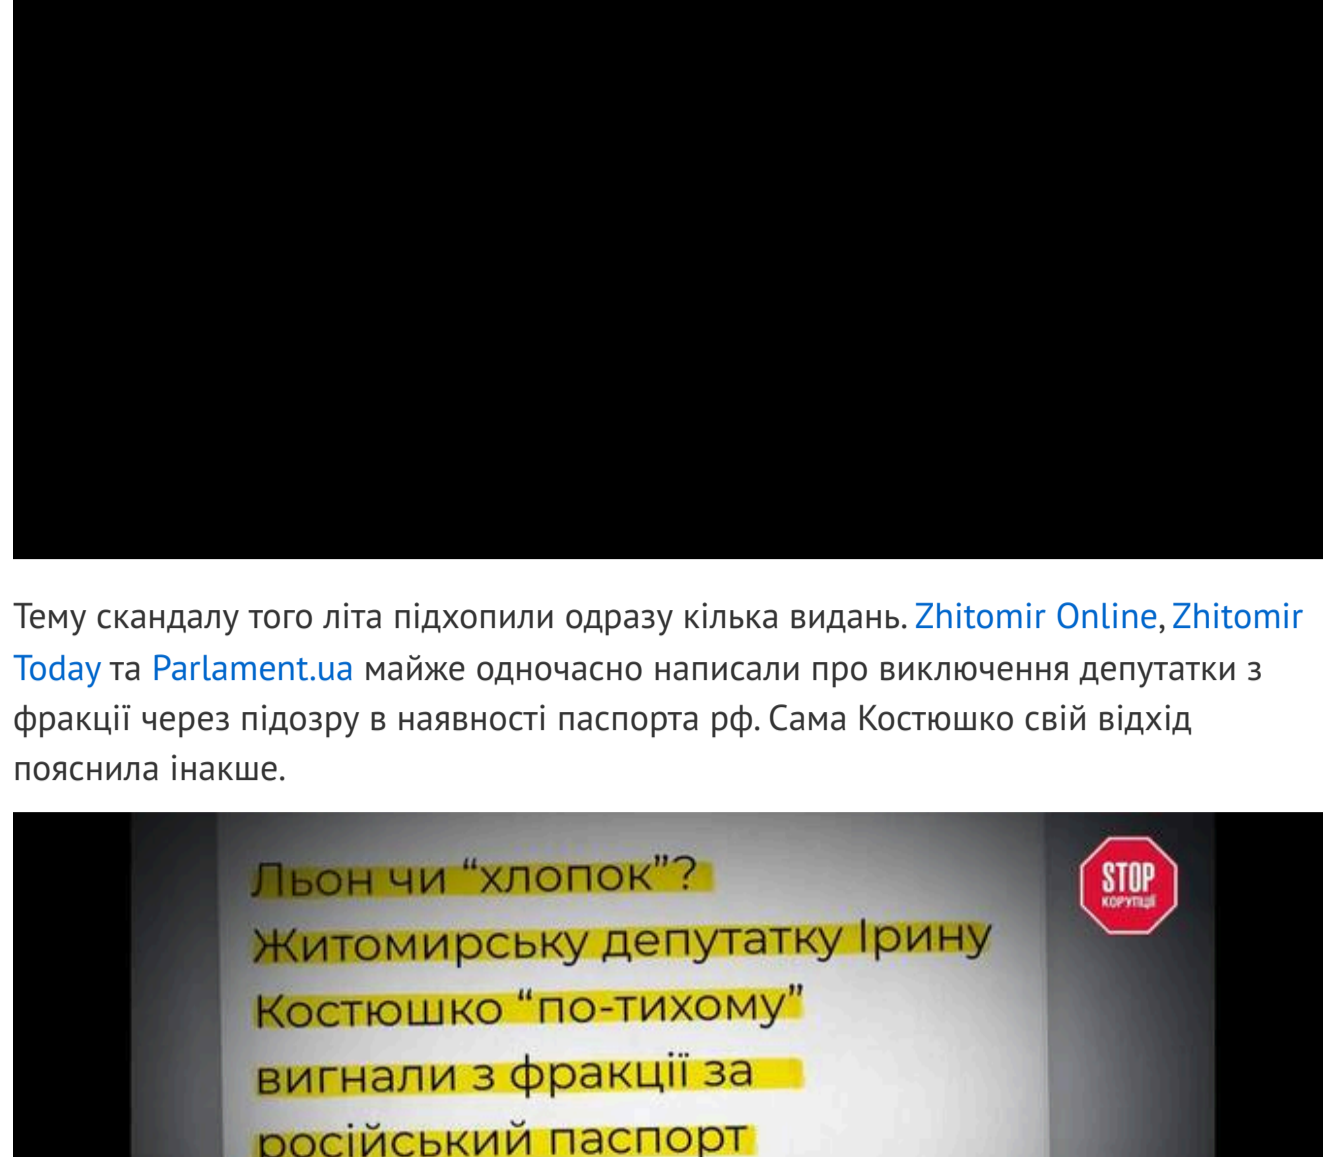 Тему скандалу того літа підхопили одразу кілька видань. Zhitomir Online, Zhitomir
Today та Parlament.ua майже одночасно написали про виключення депутатки з
фракції через підозру в наявності паспорта рф. Сама Костюшко свій відхід
пояснила інакше.
Льон чи “хлопок”?
Житомирську депутатку Ірину
Костюшко “по-тихому”
вигнали з фракції за
російський паспорт
STOP
КОРУПЦІЇ